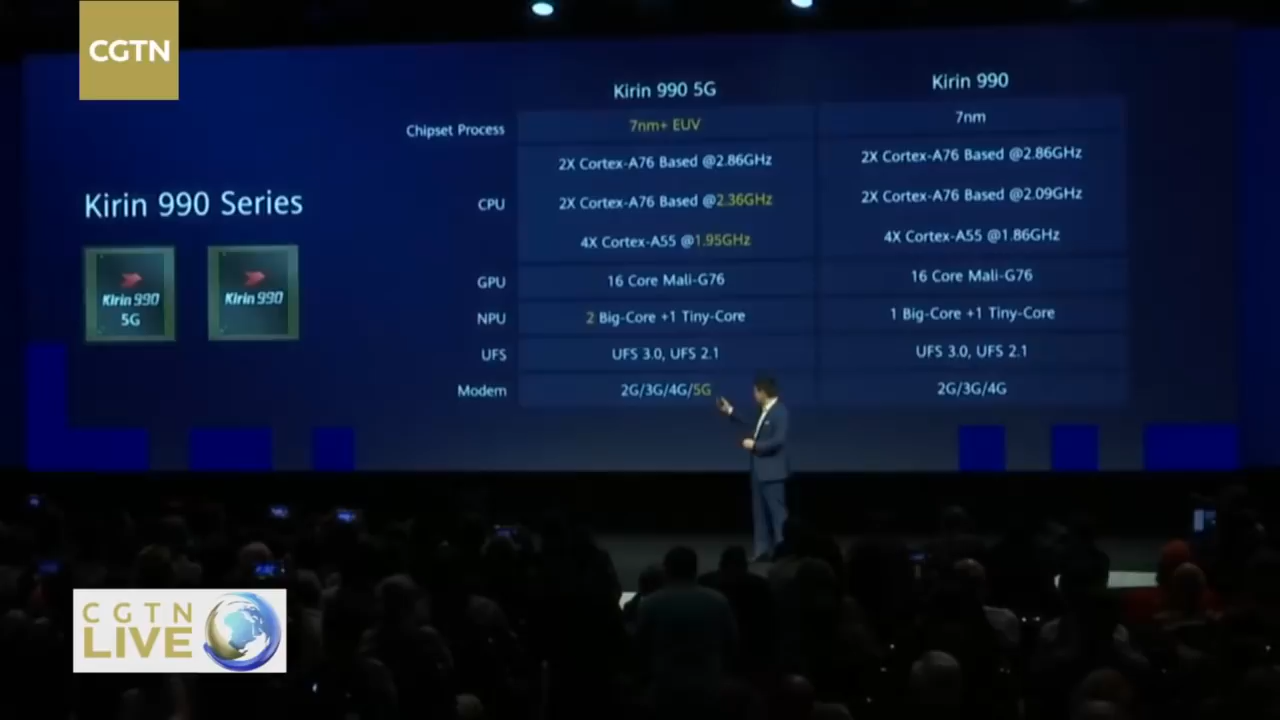 CGTN
Kirin 990 5G Kirin 990
Chipset Process 7nm+ EUV 7nm
2X Cortex-A76 Based @2.86GHz 2X Cortex-A76 Based @2.86GHz
Kirin 990 Series
CPU 2X Cortex-A76 Based @2.36GHz 2X Cortex-A76 Based @2.09GHz
4X Cortex-A55 @1.95GHz 4X Cortex-A55 @1.86GHz
GPU 16 Core Mali-G76 16 Core Mali-G76
Kirin 990
5G
Kirin 990
NPU 2 Big-Core +1 Tiny-Core 1 Big-Core +1 Tiny-Core
UFS UFS 3.0, UFS 2.1 UFS 3.0, UFS 2.1
Modem 2G/3G/4G/5G 2G/3G/4G
CGTN
LIVE